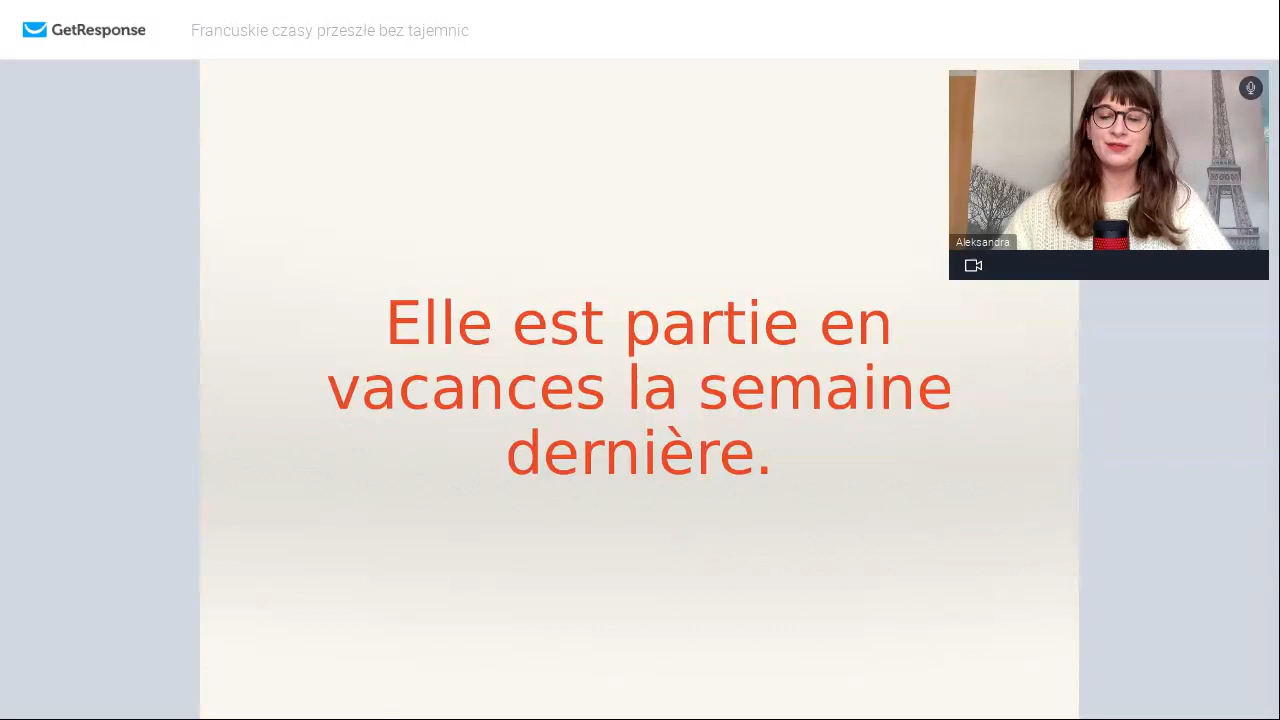 GetResponse
Francuskie czasy przeszłe bez tajemnic
Aleksandra
Elle est partie en
vacances la semaine
dernière.